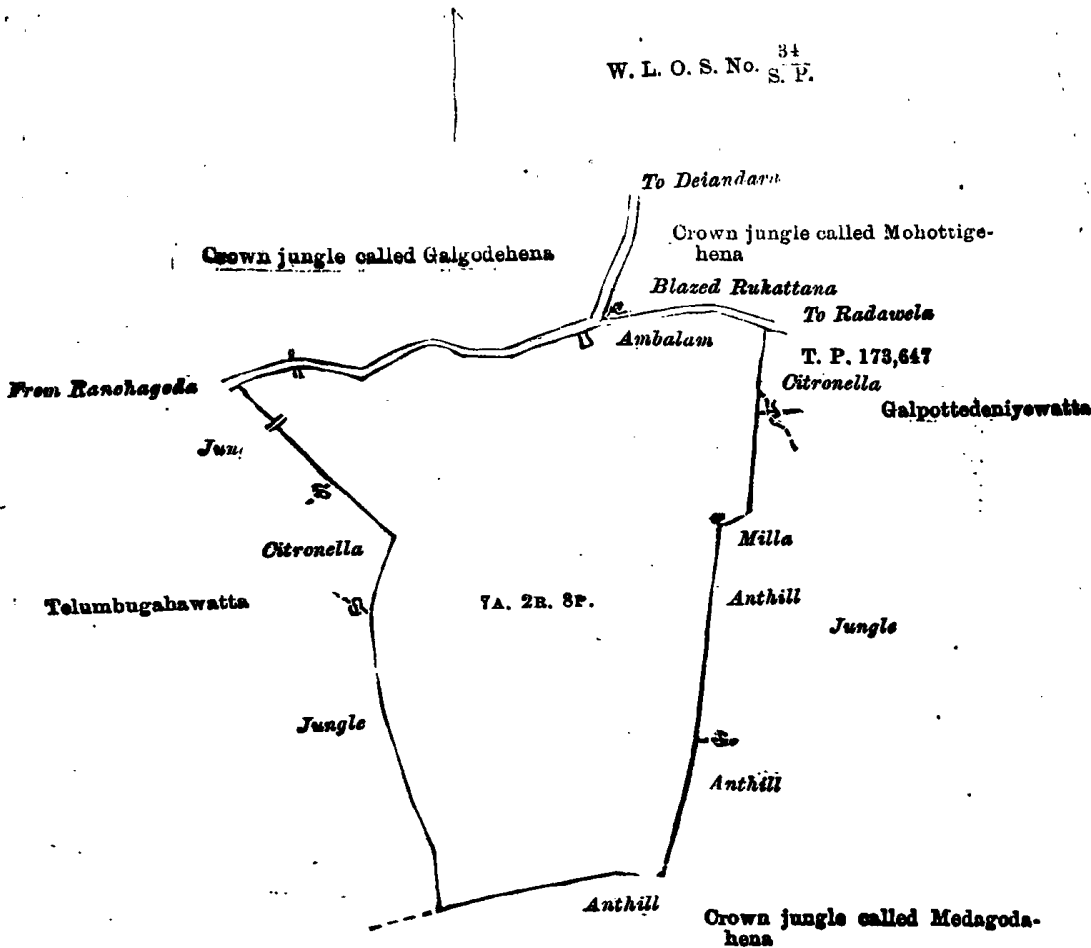 W. L. O. S. No. 34/S. P.
To Deiandara
Crown jungle called Mohottige-
hena
Crown jungle called Galgodehena
Blazed Rukattana
To Radawela
Ambalam
T. P. 173,647
From Ranchagoda
Citronella
Galpottedeniyewatta
Citronella
Milla
Telumbugahawatta
7A. 2R. 8P.
Anthill
Jungle
Jungle
Anthill
Anthill
Crown jungle called Medagoda-
hena